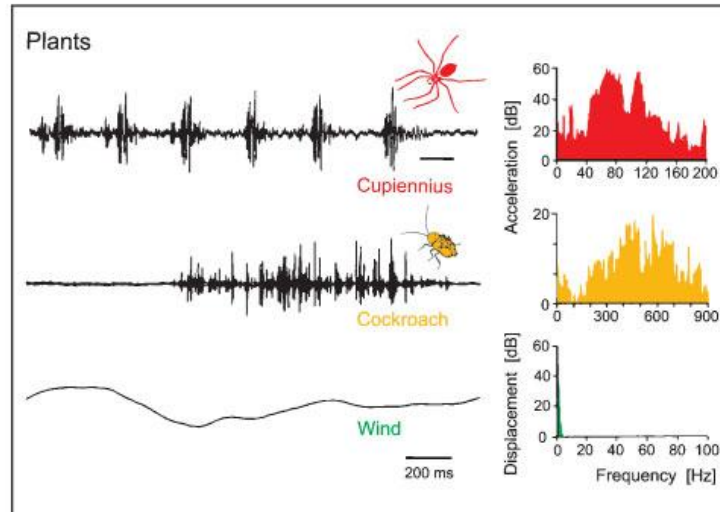 Plants
Cupiennius
Acceleration [dB]
60
40
20
0
0 40 80 120 160 200
Cockroach
20
0
0 300 600 900
Wind
200 ms
Displacement [dB]
60
40
20
0
0 20 40 60 80 100
Frequency [Hz]